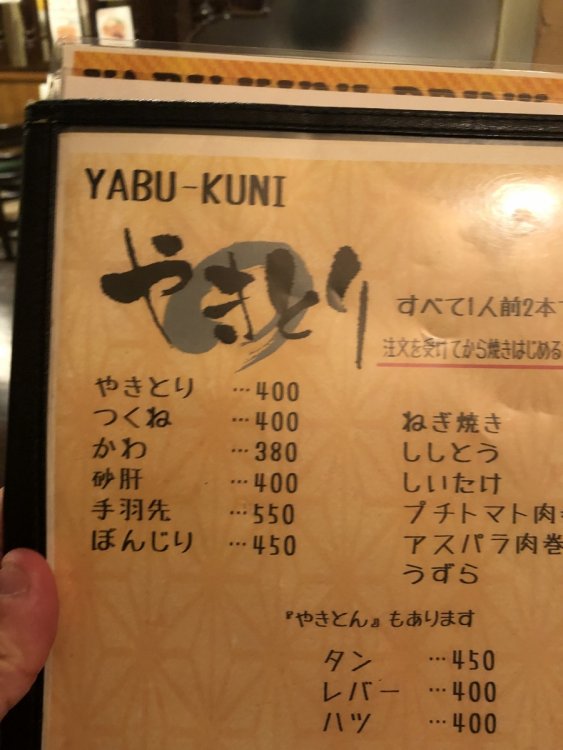 YABU-KUNI
やきとり
すべて1人前2本
注文を受けてから焼きはじめる
やきとり …400
つくね …400
かわ …380
砂肝 …400
手羽先 …550
ぼんじり …450
ねぎ焼き
ししとう
しいたけ
プチトマト肉巻
アスパラ肉巻
うずら
『やきとん』もあります
タン …450
レバー …400
ハツ …400